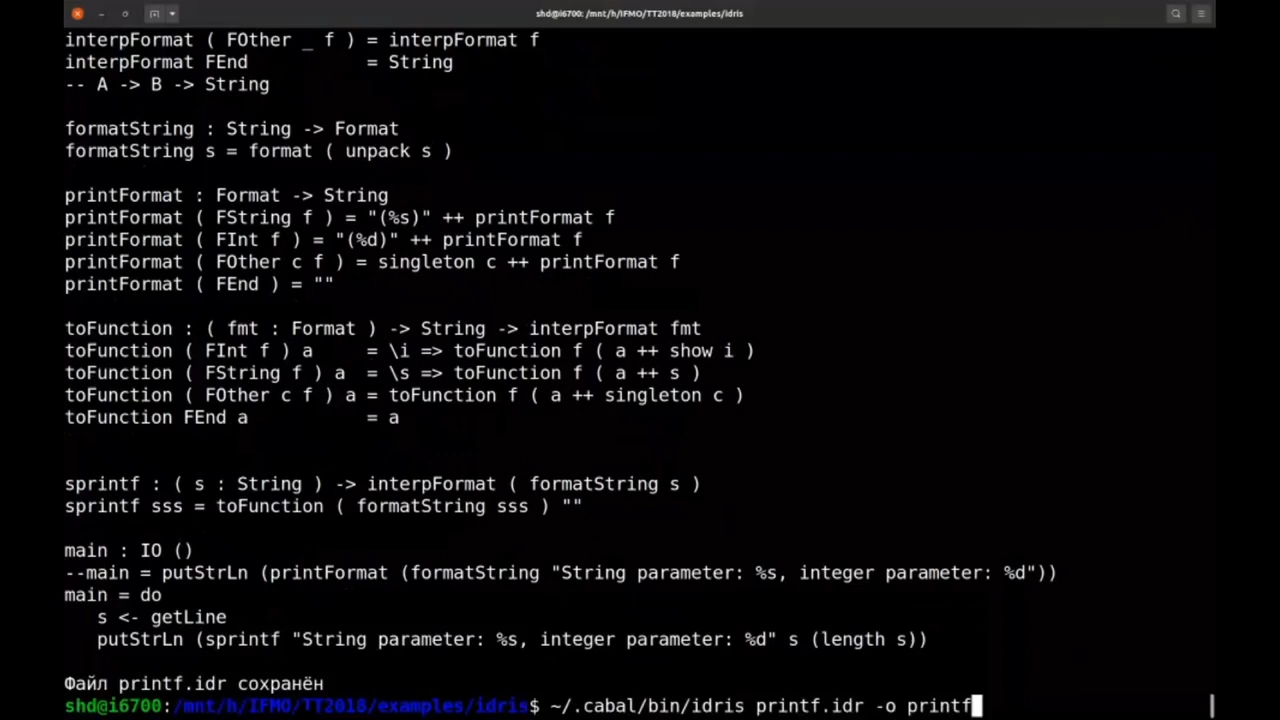 shd@i6700: /mnt/h/IFMO/TT2018/examples/idris
interpFormat ( FOther _ f ) = interpFormat f
interpFormat FEnd           = String
-- A -> B -> String
formatString : String -> Format
formatString s = format ( unpack s )
printFormat : Format -> String
printFormat ( FString f ) = "(%s)" ++ printFormat f
printFormat ( FInt f ) = "(%d)" ++ printFormat f
printFormat ( FOther c f ) = singleton c ++ printFormat f
printFormat ( FEnd ) = ""
toFunction : ( fmt : Format ) -> String -> interpFormat fmt
toFunction ( FInt f ) a     = \i => toFunction f ( a ++ show i )
toFunction ( FString f ) a  = \s => toFunction f ( a ++ s )
toFunction ( FOther c f ) a = toFunction f ( a ++ singleton c )
toFunction FEnd a           = a
sprintf : ( s : String ) -> interpFormat ( formatString s )
sprintf sss = toFunction ( formatString sss ) ""
main : IO ()
--main = putStrLn (printFormat (formatString "String parameter: %s, integer parameter: %d"))
main = do
   s <- getLine
   putStrLn (sprintf "String parameter: %s, integer parameter: %d" s (length s))
Файл printf.idr сохранён
shd@i6700:/mnt/h/IFMO/TT2018/examples/idris$ ~/.cabal/bin/idris printf.idr -o printf